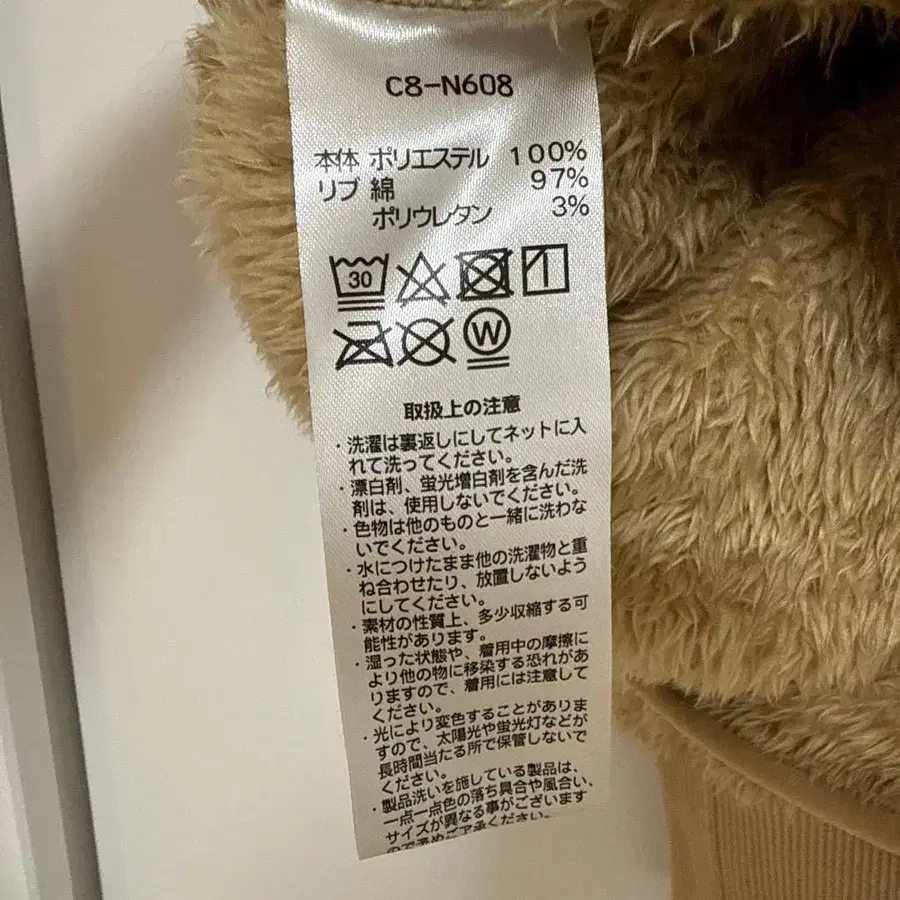 C8-N608
本体 ポリエステル 100%
リブ 綿 97%
ポリウレタン 3%
30
W
取扱上の注意
・洗濯は裏返しにしてネットに入
れて洗ってください。
・漂白剤、蛍光増白剤を含んだ洗
剤は、使用しないでください。
・色物は他のものと一緒に洗わな
いでください。
・水につけたまま他の洗濯物と重
ね合わせたり、放置しないよう
にしてください。
・素材の性質上、多少収縮する可
能性があります。
・湿った状態や、着用中の摩擦に
より他の物に移染する恐れがあ
りますので、着用には注意して
ください。
・光により変色することがありま
すので、太陽光や蛍光灯などが
長時間当たる所で保管しないで
ください。
・製品洗いを施している製品は、
一点一点色の落ち具合や風合い、
サイズが異なる事がございます
ので予めご了承ください。